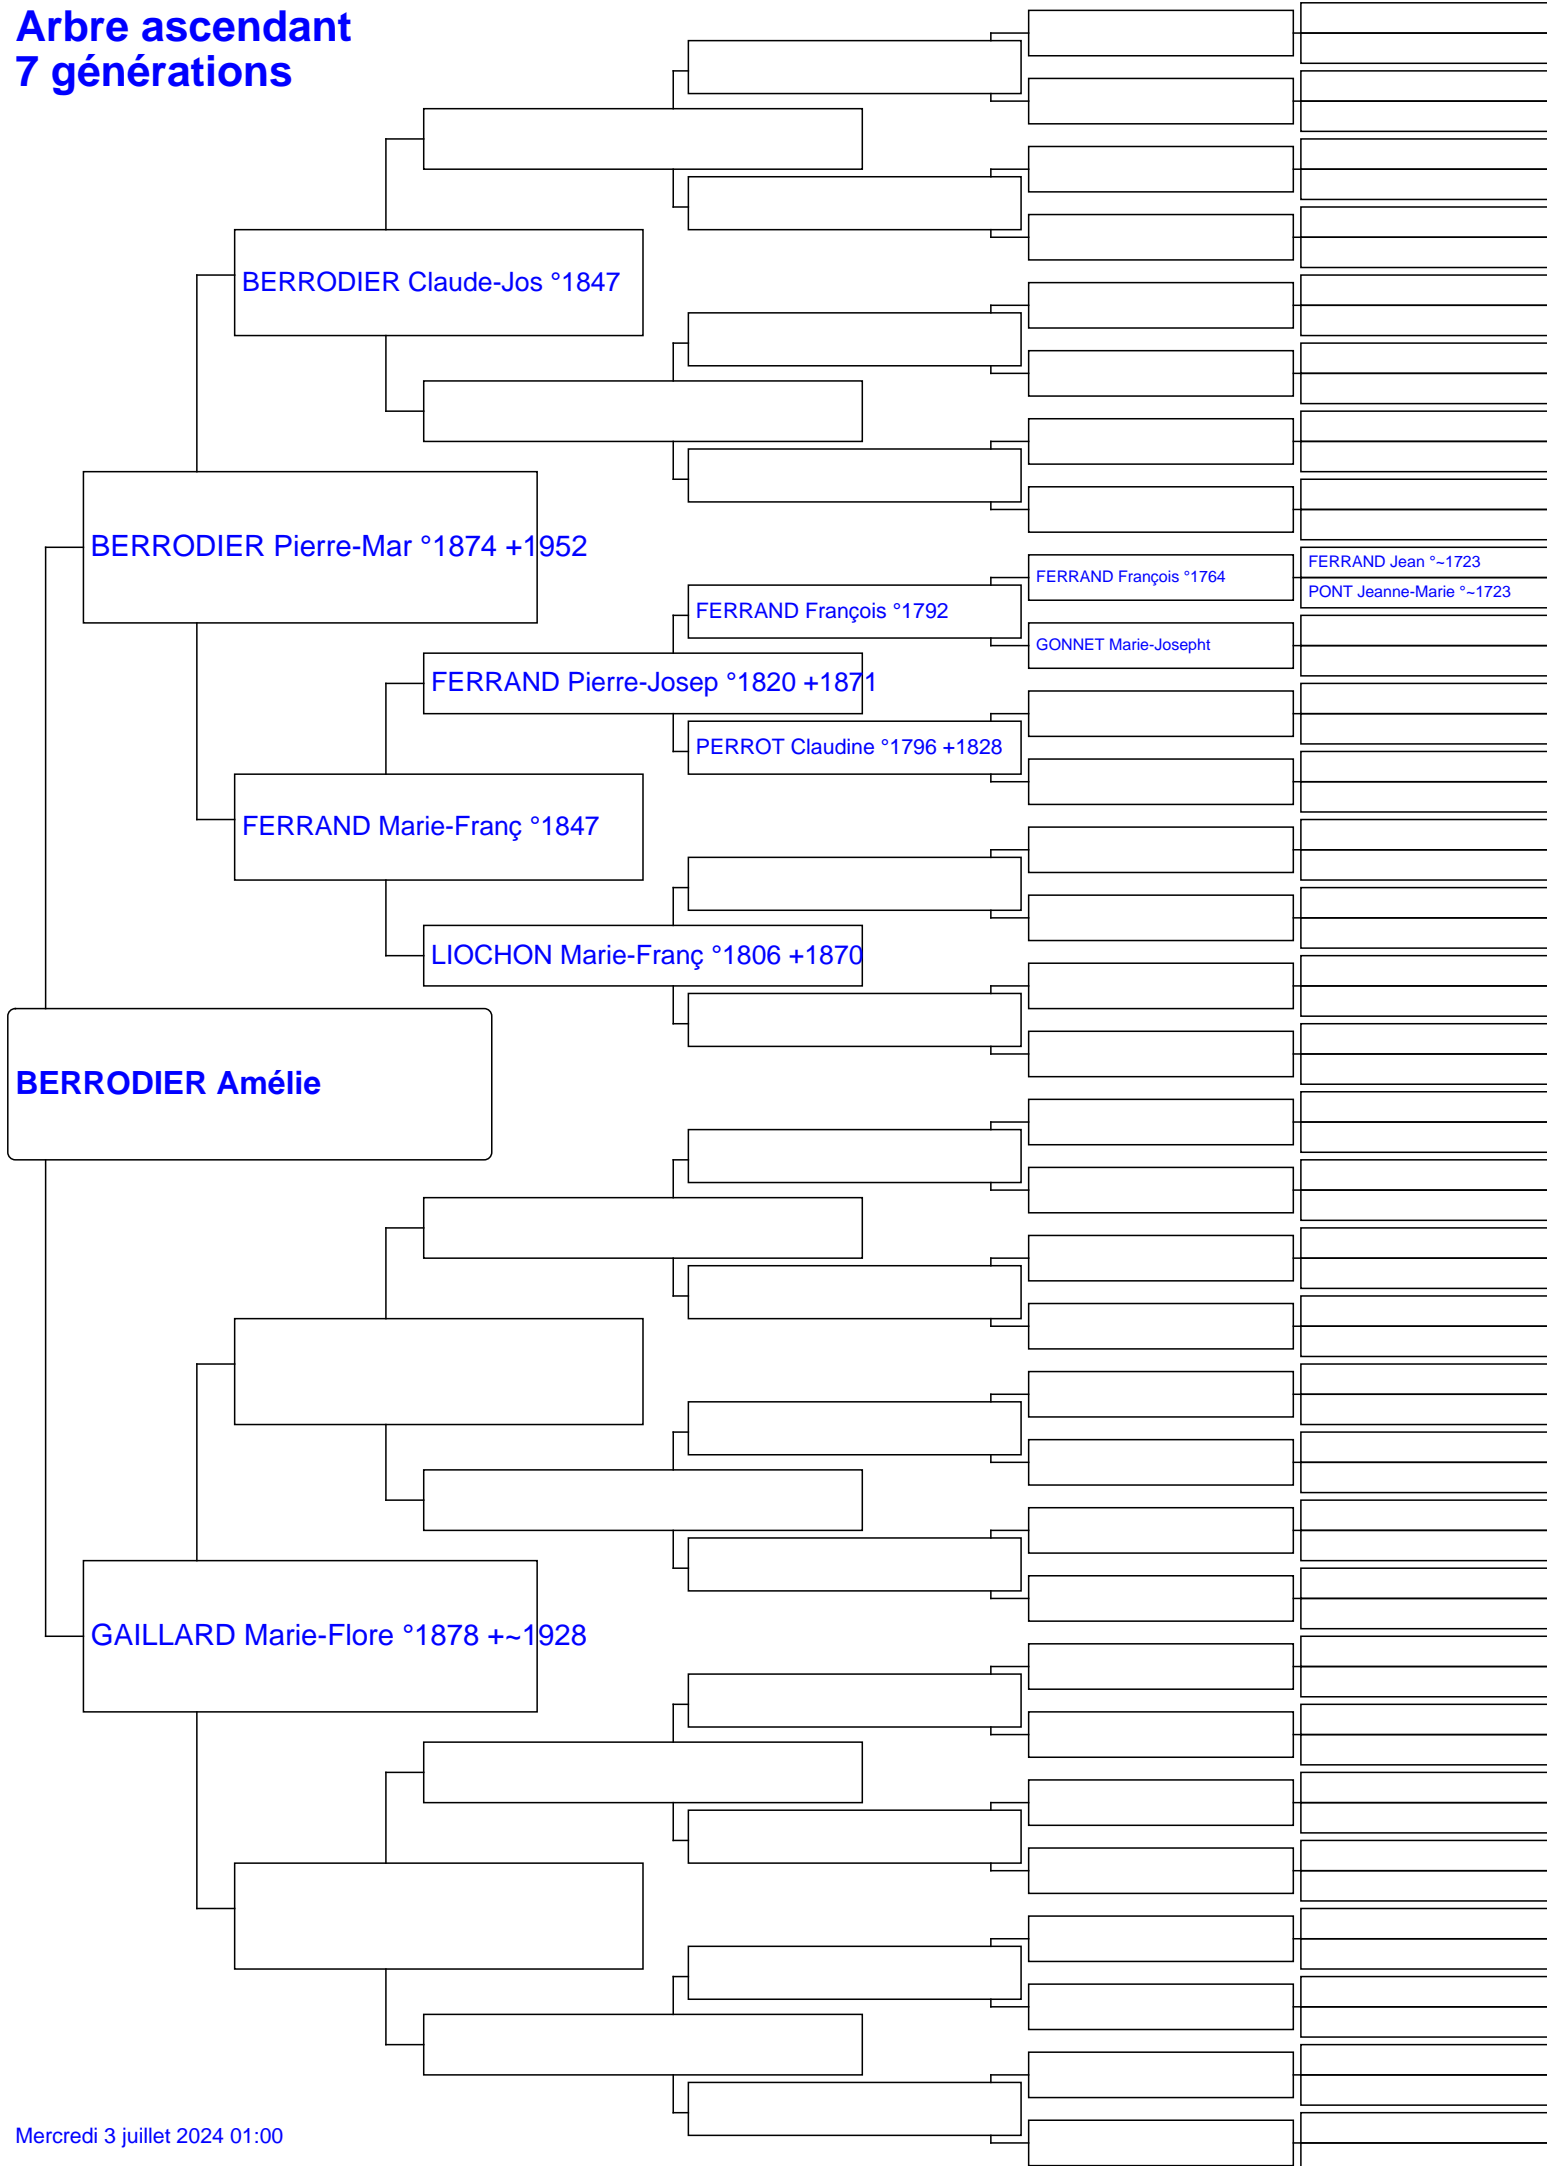 Arbre ascendant
7 générations
BERRODIER Claude-Jos °1847
BERRODIER Pierre-Mar °1874 +1952
FERRAND Jean °~1723
FERRAND François °1764
PONT Jeanne-Marie °~1723
FERRAND François °1792
GONNET Marie-Josepht
FERRAND Pierre-Josep °1820 +1871
PERROT Claudine °1796 +1828
FERRAND Marie-Franç °1847
LIOCHON Marie-Franç °1806 +1870
BERRODIER Amélie
GAILLARD Marie-Flore °1878 +~1928
Mercredi 3 juillet 2024 01:00